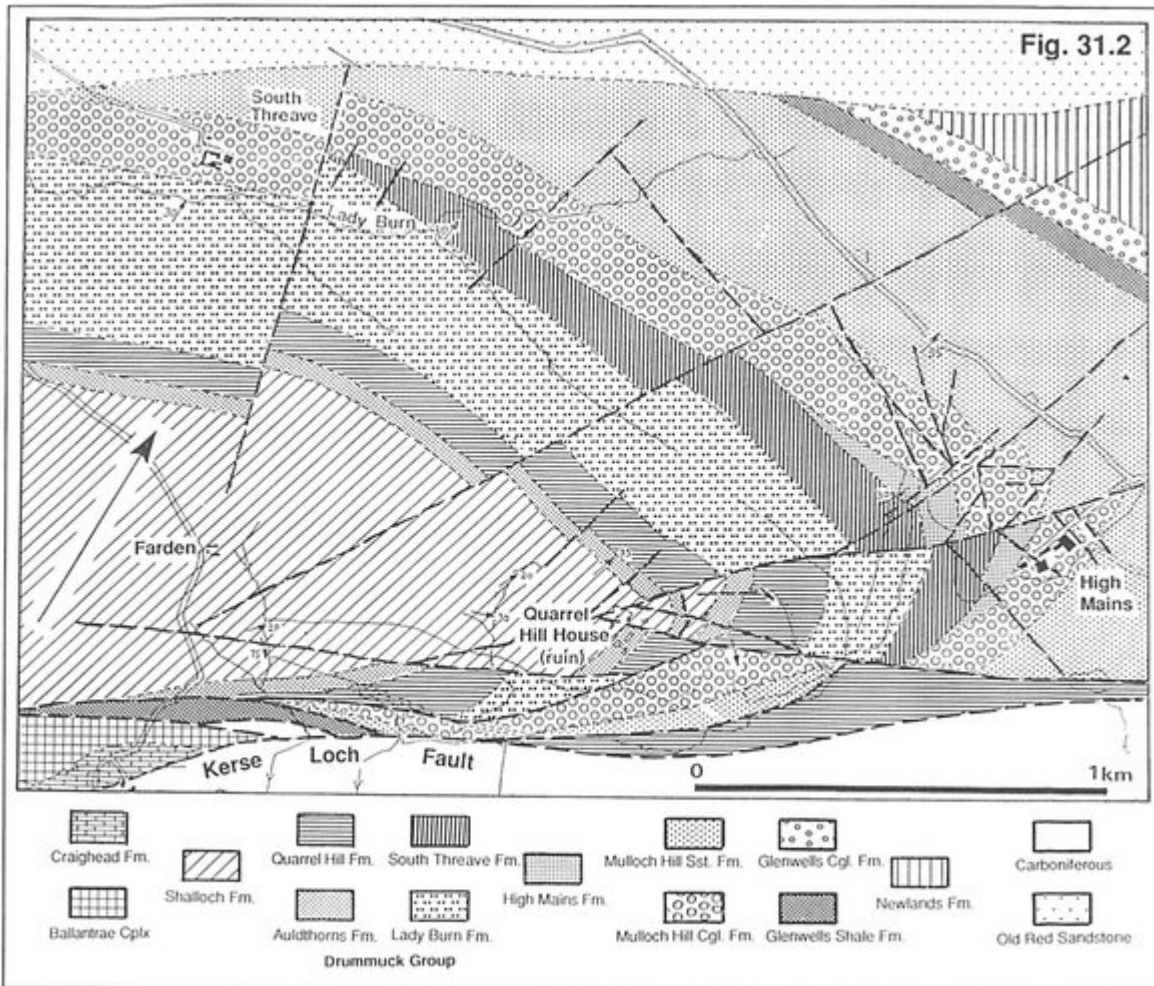 Fig. 31.2
South
Threave
Lady Burn
Farden
Quarrel
Hill House
(ruin)
High
Mains
Kerse Loch Fault
0 1km
Craighead Fm.
Shalloch Fm.
Quarrel Hill Fm.
South Threave Fm.
High Mains Fm.
Mulloch Hill Sst. Fm.
Glenwells Cgl. Fm.
Newlands Fm.
Carboniferous
Ballantrae Cplx
Auldthorns Fm.
Lady Burn Fm.
Mulloch Hill Cgl. Fm.
Glenwells Shale Fm.
Old Red Sandstone
Drummuck Group